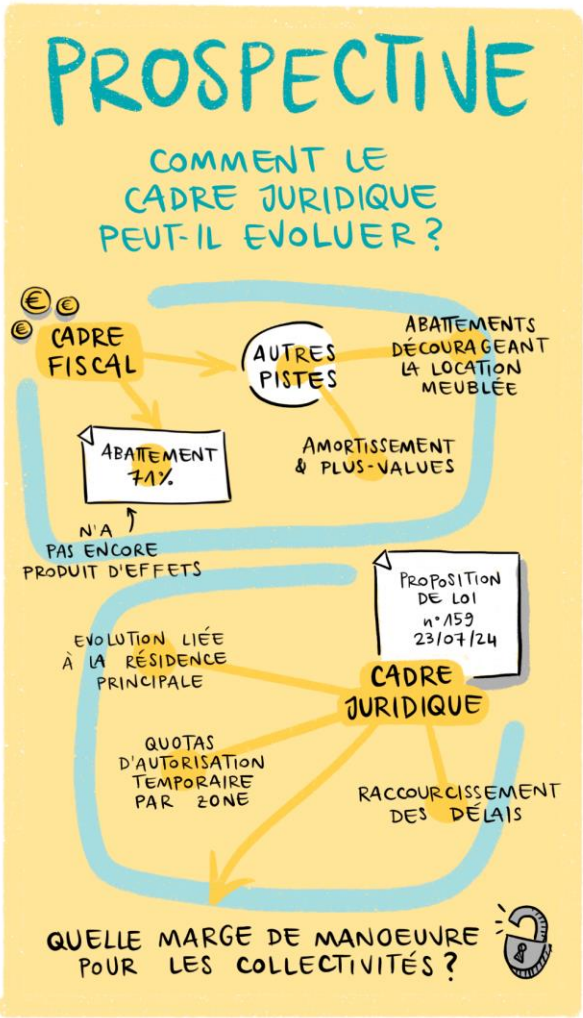 PROSPECTIVE
COMMENT LE
CADRE JURIDIQUE
PEUT-IL EVOLUER ?
€ €
€
CADRE
FISCAL
AUTRES
PISTES
ABATTEMENTS
DÉCOURAGEANT
LA LOCATION
MEUBLÉE
ABATTEMENT
71%
AMORTISSEMENT
& PLUS-VALUES
N'A
PAS ENCORE
PRODUIT D'EFFETS
PROPOSITION
DE LOI
n°159
23/07/24
CADRE
JURIDIQUE
EVOLUTION LIÉE
À LA RÉSIDENCE
PRINCIPALE
QUOTAS
D'AUTORISATION
TEMPORAIRE
PAR ZONE
RACCOURCISSEMENT
DES DÉLAIS
QUELLE MARGE DE MANOEUVRE
POUR LES COLLECTIVITÉS ?